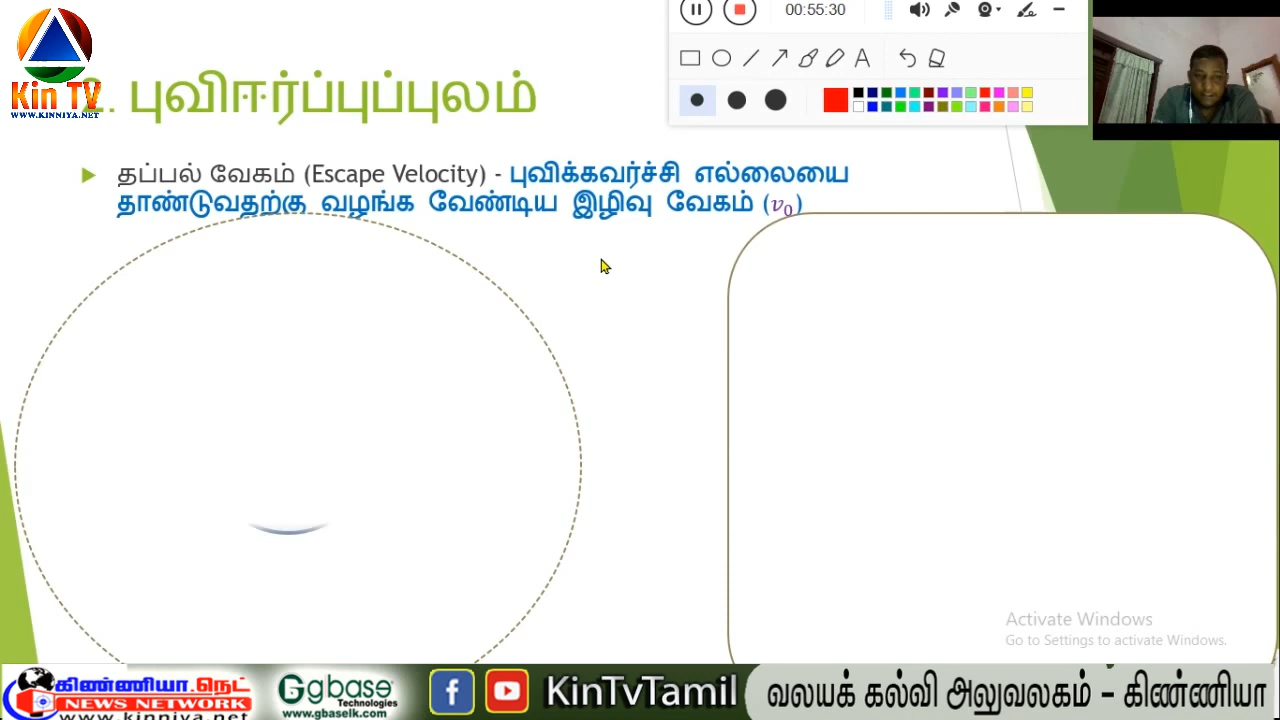 Kin TV
WWW.KINNIYA.NET
00:55:30
A
2. புவிஈர்ப்புப்புலம்
தப்பல் வேகம் (Escape Velocity) - புவிக்கவர்ச்சி எல்லையை
தாண்டுவதற்கு வழங்க வேண்டிய இழிவு வேகம் (v₀)
Activate Windows
Go to Settings to activate Windows.
கிண்ணியா.நெட்
NEWS NETWORK
www.kinniya.net
Ggbase
Technologies
www.gbaselk.com
KinTvTamil
வலயக் கல்வி அலுவலகம் – கிண்ணியா